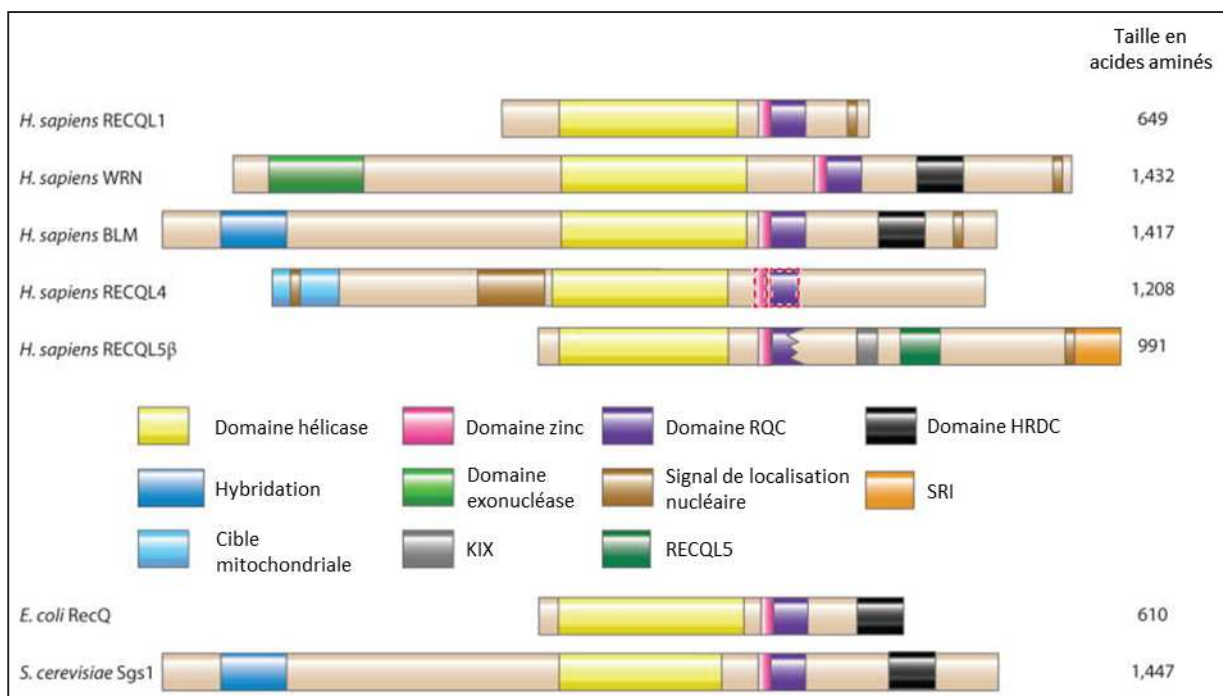 Taille en
acides aminés
H. sapiens RECQL1 649
H. sapiens WRN 1,432
H. sapiens BLM 1,417
H. sapiens RECQL4 1,208
H. sapiens RECQL5β 991
Domaine hélicase Domaine zinc Domaine RQC Domaine HRDC
Hybridation Domaine
exonucléase Signal de localisation
nucléaire SRI
Cible
mitochondriale KIX RECQL5
E. coli RecQ 610
S. cerevisiae Sgs1 1,447